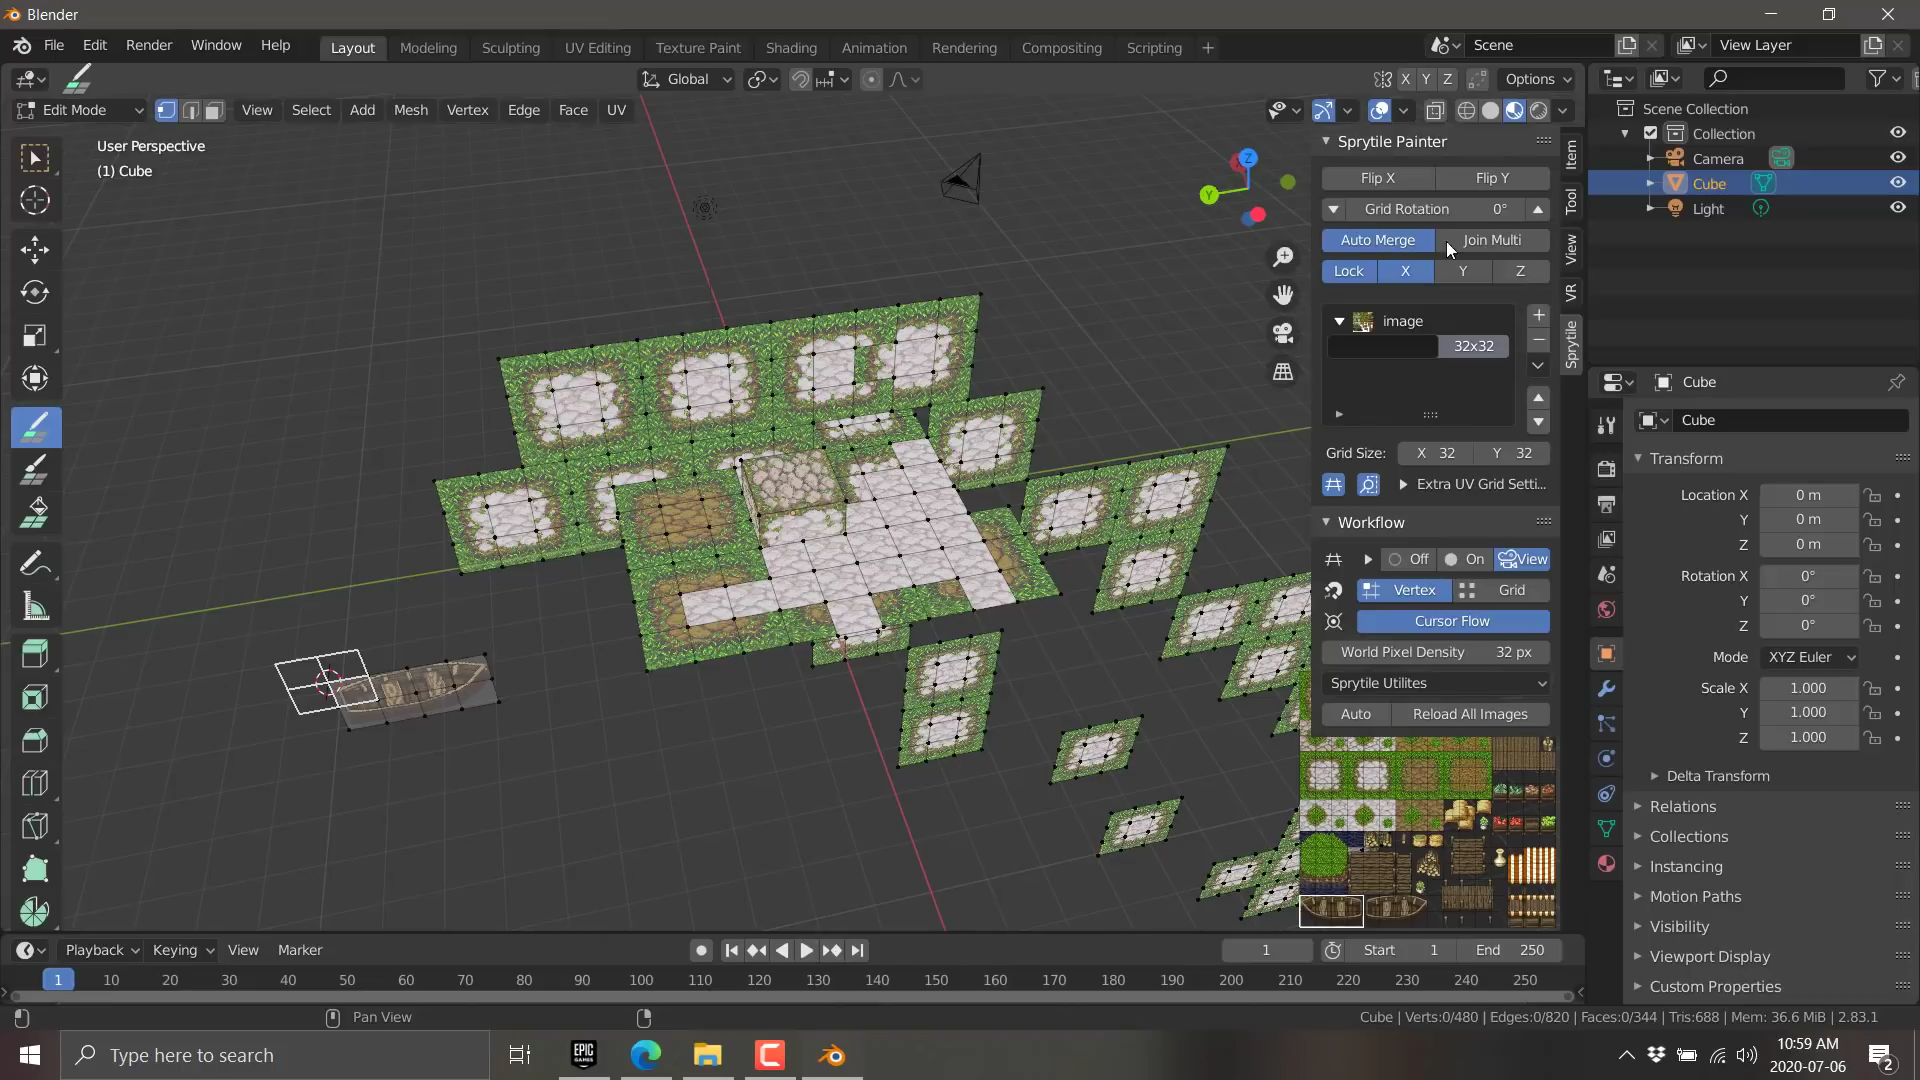 Blender
File Edit Render Window Help Layout Modeling Sculpting UV Editing Texture Paint Shading Animation Rendering Compositing Scripting + Scene View Layer
Global X Y Z Options
Edit Mode View Select Add Mesh Vertex Edge Face UV
User Perspective
(1) Cube
Z
Y
Sprytile Painter
Flip X Flip Y
Grid Rotation 0°
Auto Merge Join Multi
Lock X Y Z
image
32x32
Grid Size: X 32 Y 32
Extra UV Grid Setti...
Workflow
Off On View
Vertex Grid
Cursor Flow
World Pixel Density 32 px
Sprytile Utilites
Auto Reload All Images
Item
Tool
View
VR
Sprytile
Scene Collection
Collection
Camera
Cube
Light
Cube
Cube
Transform
Location X 0 m
Y 0 m
Z 0 m
Rotation X 0°
Y 0°
Z 0°
Mode XYZ Euler
Scale X 1.000
Y 1.000
Z 1.000
Delta Transform
Relations
Collections
Instancing
Motion Paths
Visibility
Viewport Display
Custom Properties
Playback Keying View Marker 1 Start 1 End 250
1 10 20 30 40 50 60 70 80 90 100 110 120 130 140 150 160 170 180 190 200 210 220 230 240 250
Pan View Cube | Verts:0/480 | Edges:0/820 | Faces:0/344 | Tris:688 | Mem: 36.6 MiB | 2.83.1
Type here to search
EPIC
GAMES
10:59 AM
2020-07-06
2